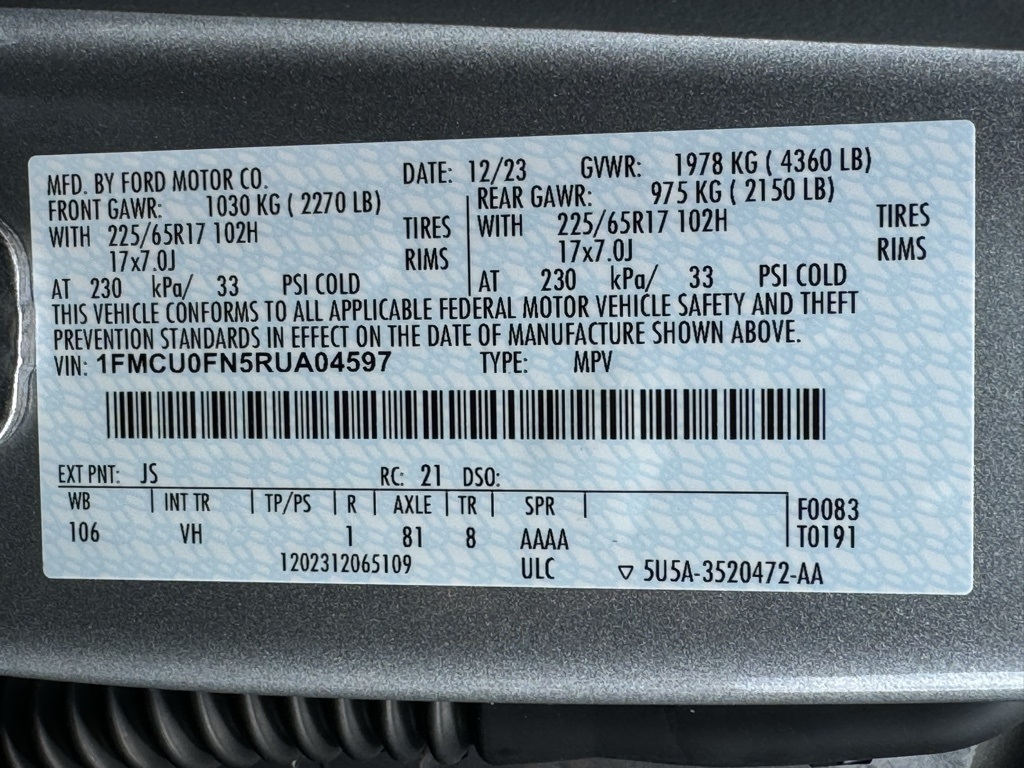 MFD. BY FORD MOTOR CO. DATE: 12/23 GVWR: 1978 KG ( 4360 LB)
FRONT GAWR: 1030 KG ( 2270 LB) REAR GAWR: 975 KG ( 2150 LB)
WITH 225/65R17 102H TIRES WITH 225/65R17 102H TIRES
17x7.0J RIMS 17x7.0J RIMS
AT 230 kPa/ 33 PSI COLD AT 230 kPa/ 33 PSI COLD
THIS VEHICLE CONFORMS TO ALL APPLICABLE FEDERAL MOTOR VEHICLE SAFETY AND THEFT
PREVENTION STANDARDS IN EFFECT ON THE DATE OF MANUFACTURE SHOWN ABOVE.
VIN: 1FMCU0FN5RUA04597 TYPE: MPV
EXT PNT: JS RC: 21 DSO:
WB INT TR TP/PS R AXLE TR SPR F0083
106 VH 1 81 8 AAAA T0191
1202312065109 ULC ▽ 5U5A-3520472-AA